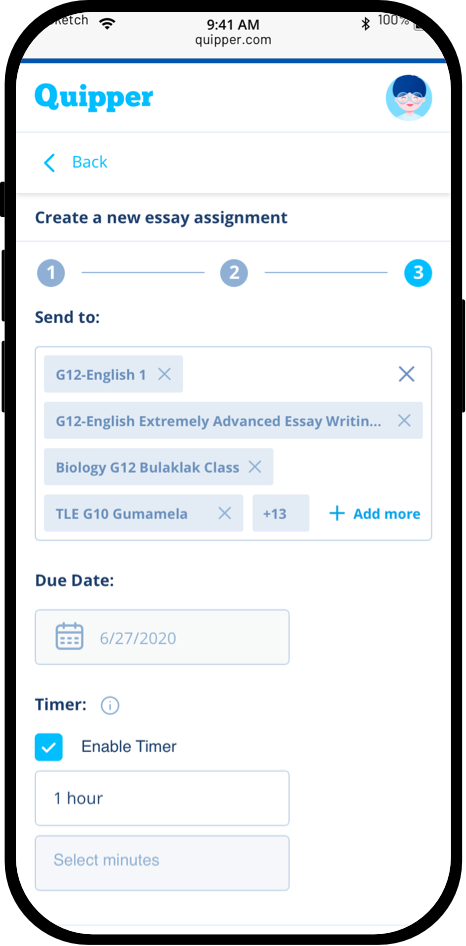 9:41 AM
100%
quipper.com
Quipper
Back
Create a new essay assignment
1 2 3
Send to:
G12-English 1
G12-English Extremely Advanced Essay Writin...
Biology G12 Bulaklak Class
TLE G10 Gumamela +13 + Add more
Due Date:
6/27/2020
Timer:
Enable Timer
1 hour
Select minutes